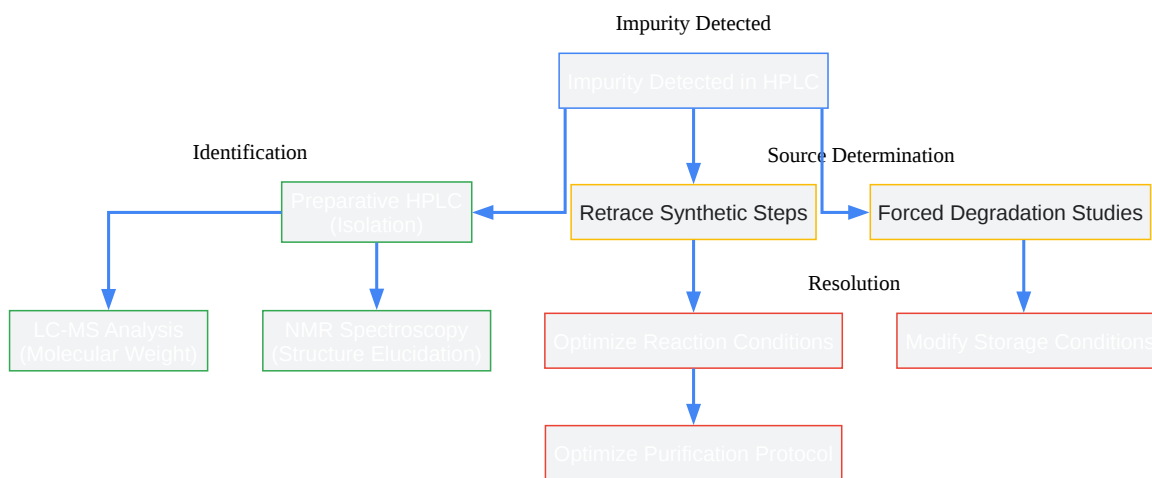 Impurity Detected
Impurity Detected in HPLC
Identification
Source Determination
Preparative HPLC
(Isolation)
Retrace Synthetic Steps
Forced Degradation Studies
Resolution
LC-MS Analysis
(Molecular Weight)
NMR Spectroscopy
(Structure Elucidation)
Optimize Reaction Conditions
Modify Storage Conditions
Optimize Purification Protocol